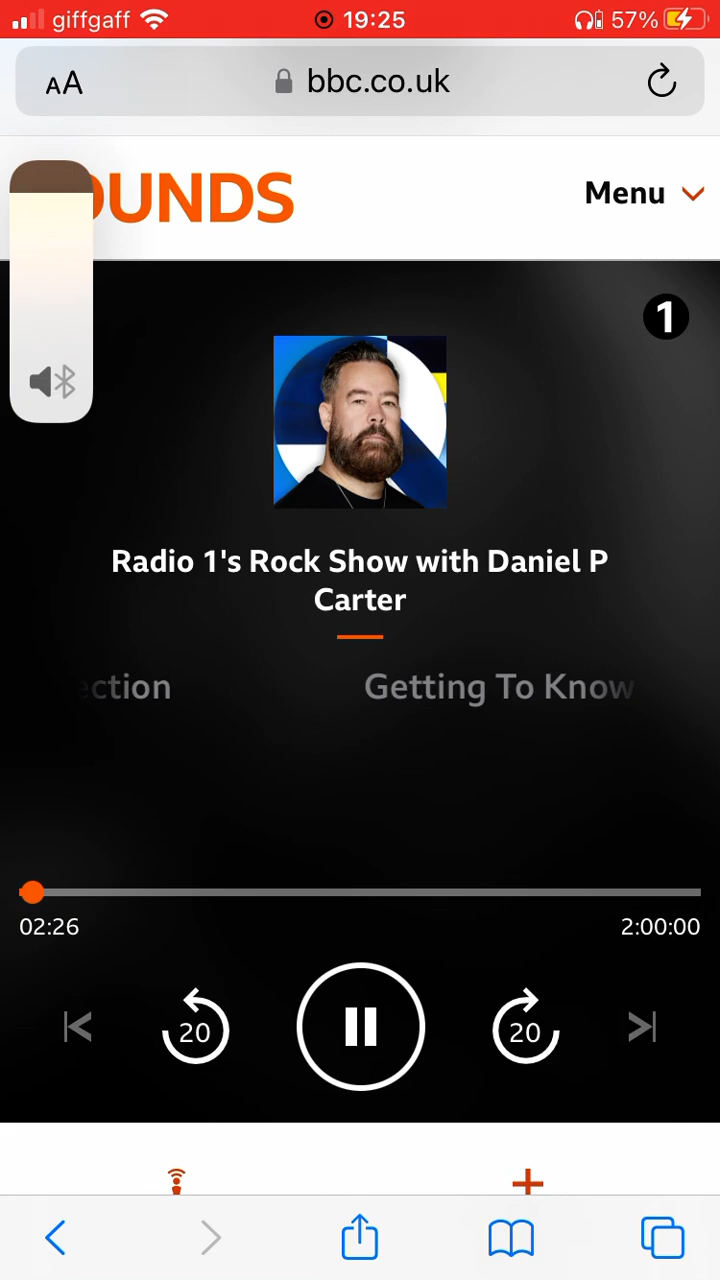 giffgaff 19:25 57%
AA bbc.co.uk
OUNDS
Menu
1
Radio 1's Rock Show with Daniel P
Carter
ection Getting To Know
02:26 2:00:00
20 20